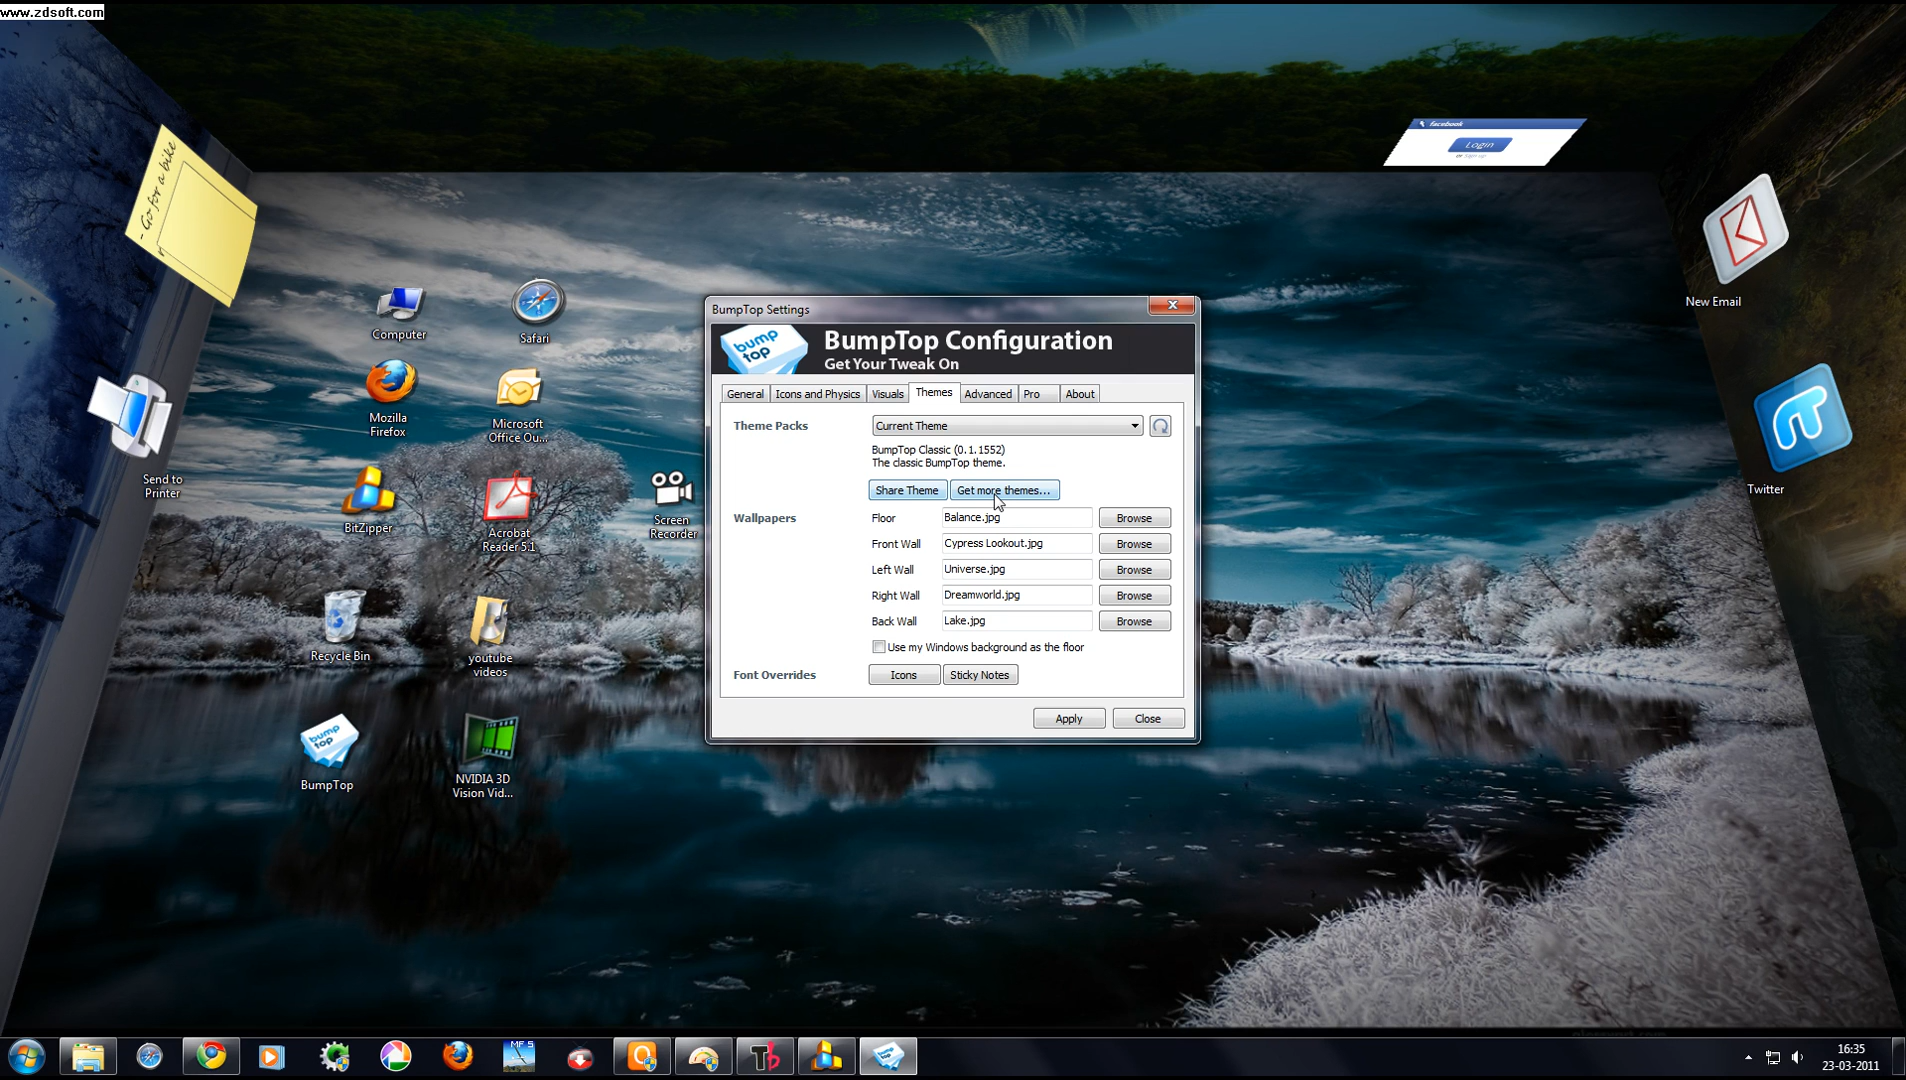 www.zdsoft.com
facebook
Login
- Go for a bike
New Email
Computer
Safari
Mozilla
Firefox
Microsoft
Office Ou...
Send to
Printer
BitZipper
Acrobat
Reader 5.1
Screen
Recorder
Twitter
Recycle Bin
youtube
videos
bump
top
BumpTop
NVIDIA 3D
Vision Vid...
BumpTop Settings
bump
top
BumpTop Configuration
Get Your Tweak On
General Icons and Physics Visuals Themes Advanced Pro About
Theme Packs Current Theme
BumpTop Classic (0.1.1552)
The classic BumpTop theme.
Share Theme Get more themes...
Wallpapers Floor Balance.jpg Browse
Front Wall Cypress Lookout.jpg Browse
Left Wall Universe.jpg Browse
Right Wall Dreamworld.jpg Browse
Back Wall Lake.jpg Browse
Use my Windows background as the floor
Font Overrides Icons Sticky Notes
Apply Close
MF 5
16:35
23-03-2011